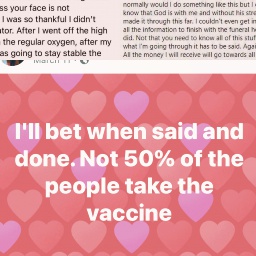 ss your face is not
I was so thankful I didn't
ator. After I went off the high
the regular oxygen, after my
as going to stay stable the
normally would I do something like this but I
know that God is with me and without his stre
made it through this far. I couldn't even get in
all the information to finish with the funeral h
did. Not that you need to know all of this stuff
what I'm going through it has to be said. Agai
All the money I will receive will go towards all
March 11
I'll bet when said and
done. Not 50% of the
people take the
vaccine